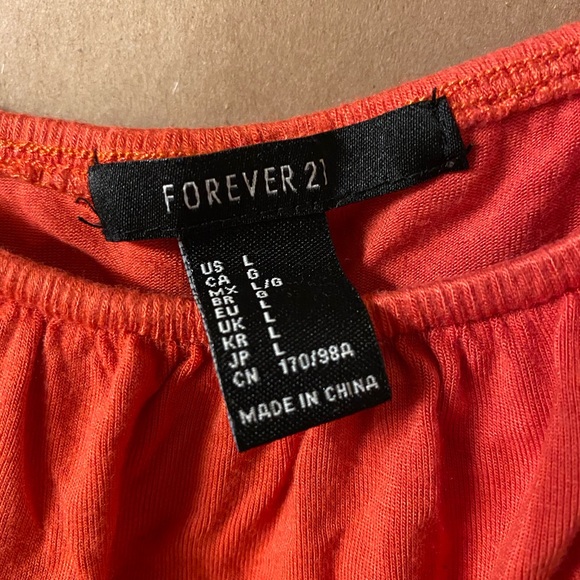 FOREVER 21
US L
CA G
MX L/G
BR G
EU L
UK L
KR L
JP L
CN 170/98A
MADE IN CHINA